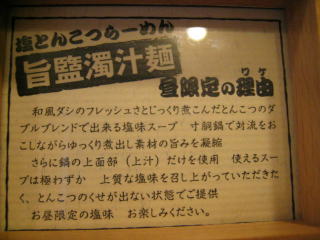 塩とんこつらーめん
旨鹽濁汁麺
ワケ
昼限定の理由
和風ダシのフレッシュさとじっくり煮こんだとんこつのダ
ブルブレンドで出来る塩味スープ 寸胴鍋で対流をお
こしながらゆっくり煮出し素材の旨みを凝縮
さらに鍋の上面部（上汁）だけを使用 使えるスー
プは極わずか 上質な塩味を召し上がっていただきた
く、とんこつのくせが出ない状態でご提供
お昼限定の塩味 お楽しみください。